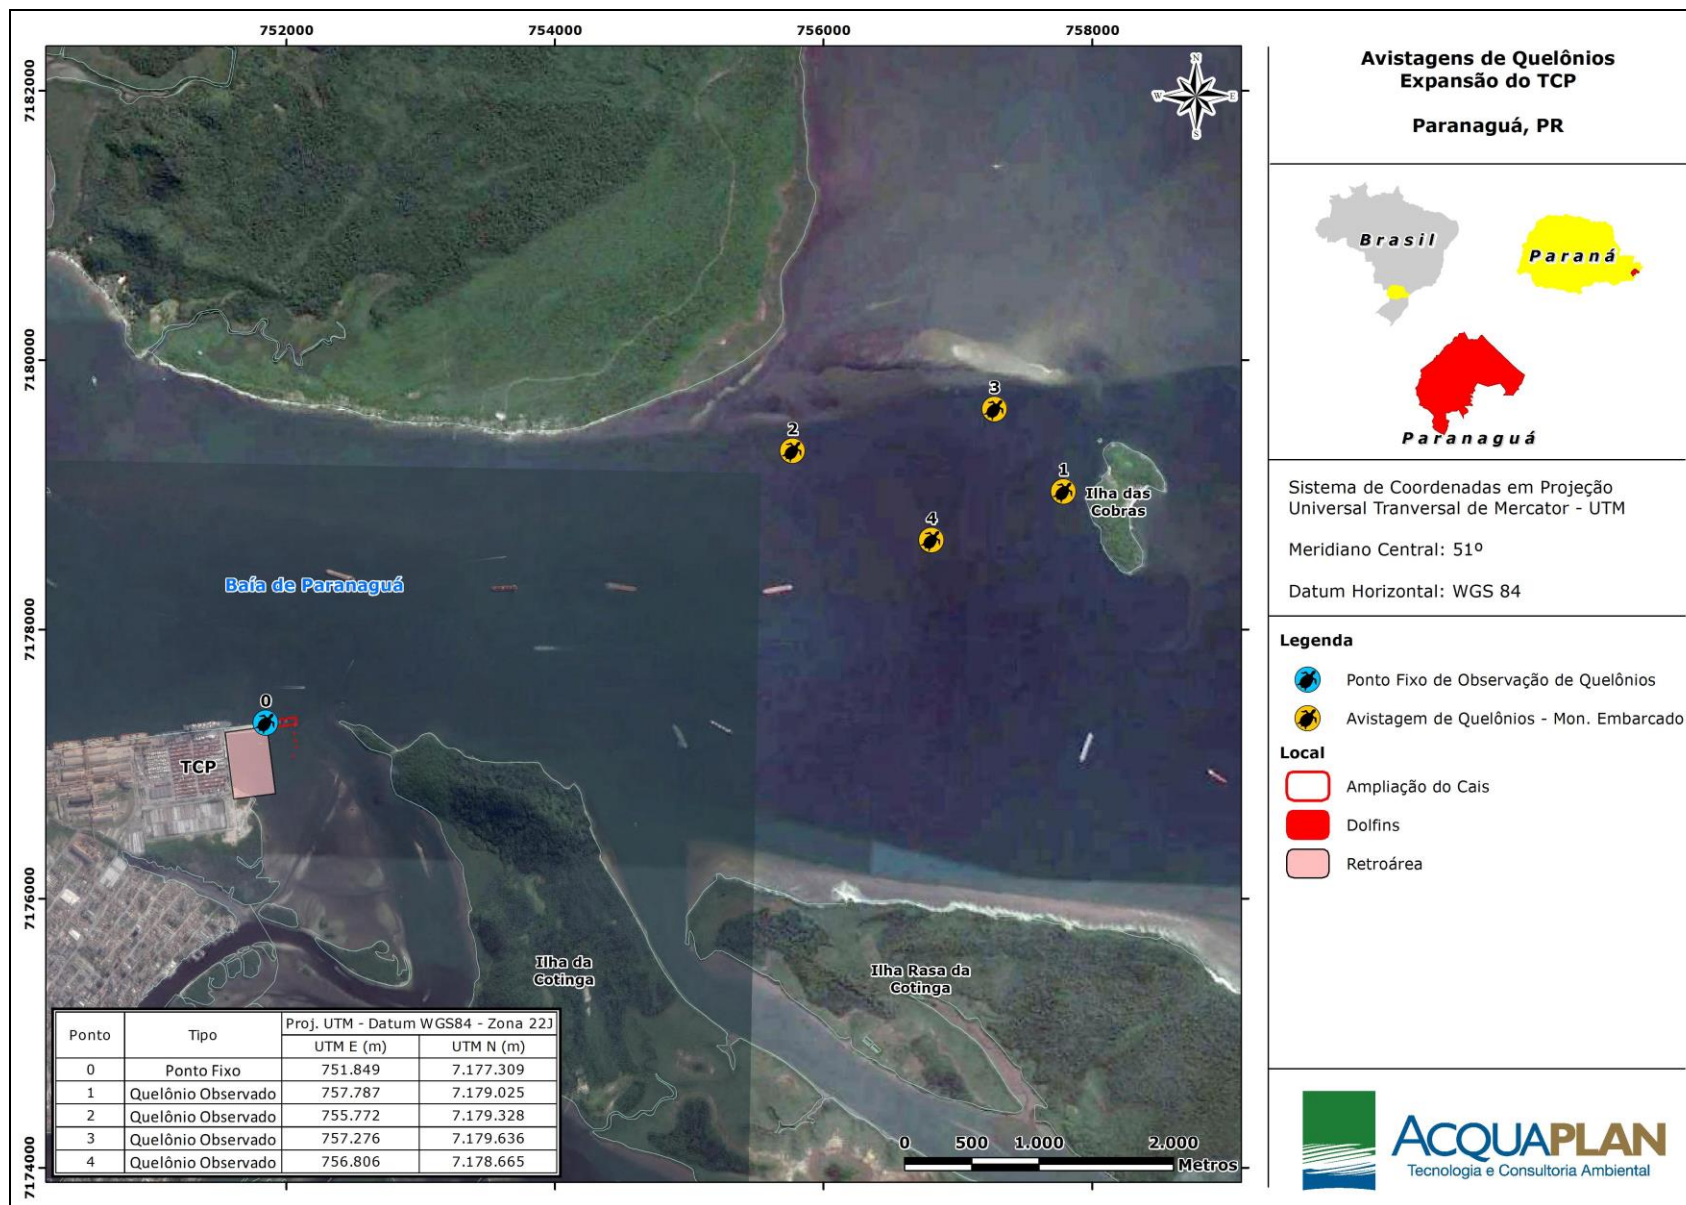 752000
754000
756000
758000
7182000
7180000
7178000
7176000
7174000
N
W
E
S
3
2
1
Ilha das
Cobras
4
Baía de Paranaguá
0
TCP
Ilha da
Cotinga
Ilha Rasa da
Cotinga
Ponto
Tipo
Proj. UTM - Datum WGS84 - Zona 22J
UTM E (m)
UTM N (m)
0 Ponto Fixo 751.849 7.177.309
1 Quelônio Observado 757.787 7.179.025
2 Quelônio Observado 755.772 7.179.328
3 Quelônio Observado 757.276 7.179.636
4 Quelônio Observado 756.806 7.178.665
0 500 1.000 2.000
Metros
Avistagens de Quelônios
Expansão do TCP
Paranaguá, PR
Brasil
Paraná
Paranaguá
Sistema de Coordenadas em Projeção
Universal Tranversal de Mercator - UTM
Meridiano Central: 51º
Datum Horizontal: WGS 84
Legenda
Ponto Fixo de Observação de Quelônios
Avistagem de Quelônios - Mon. Embarcado
Local
Ampliação do Cais
Dolfins
Retroárea
ACQUAPLAN
Tecnologia e Consultoria Ambiental